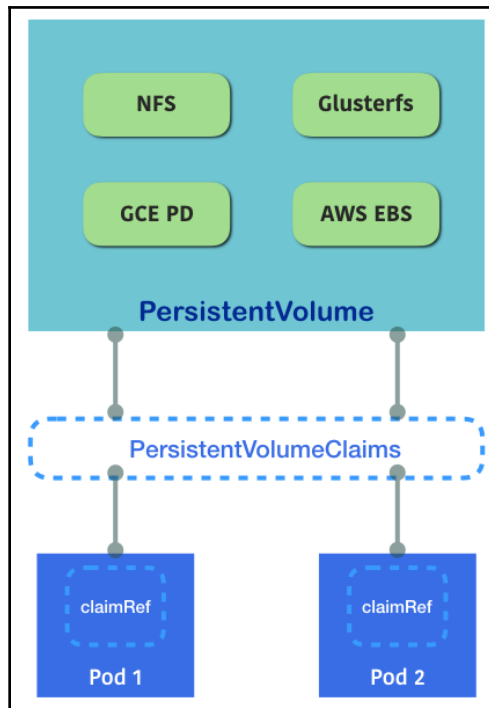 NFS
Glusterfs
GCE PD
AWS EBS
PersistentVolume
PersistentVolumeClaims
claimRef
claimRef
Pod 1
Pod 2